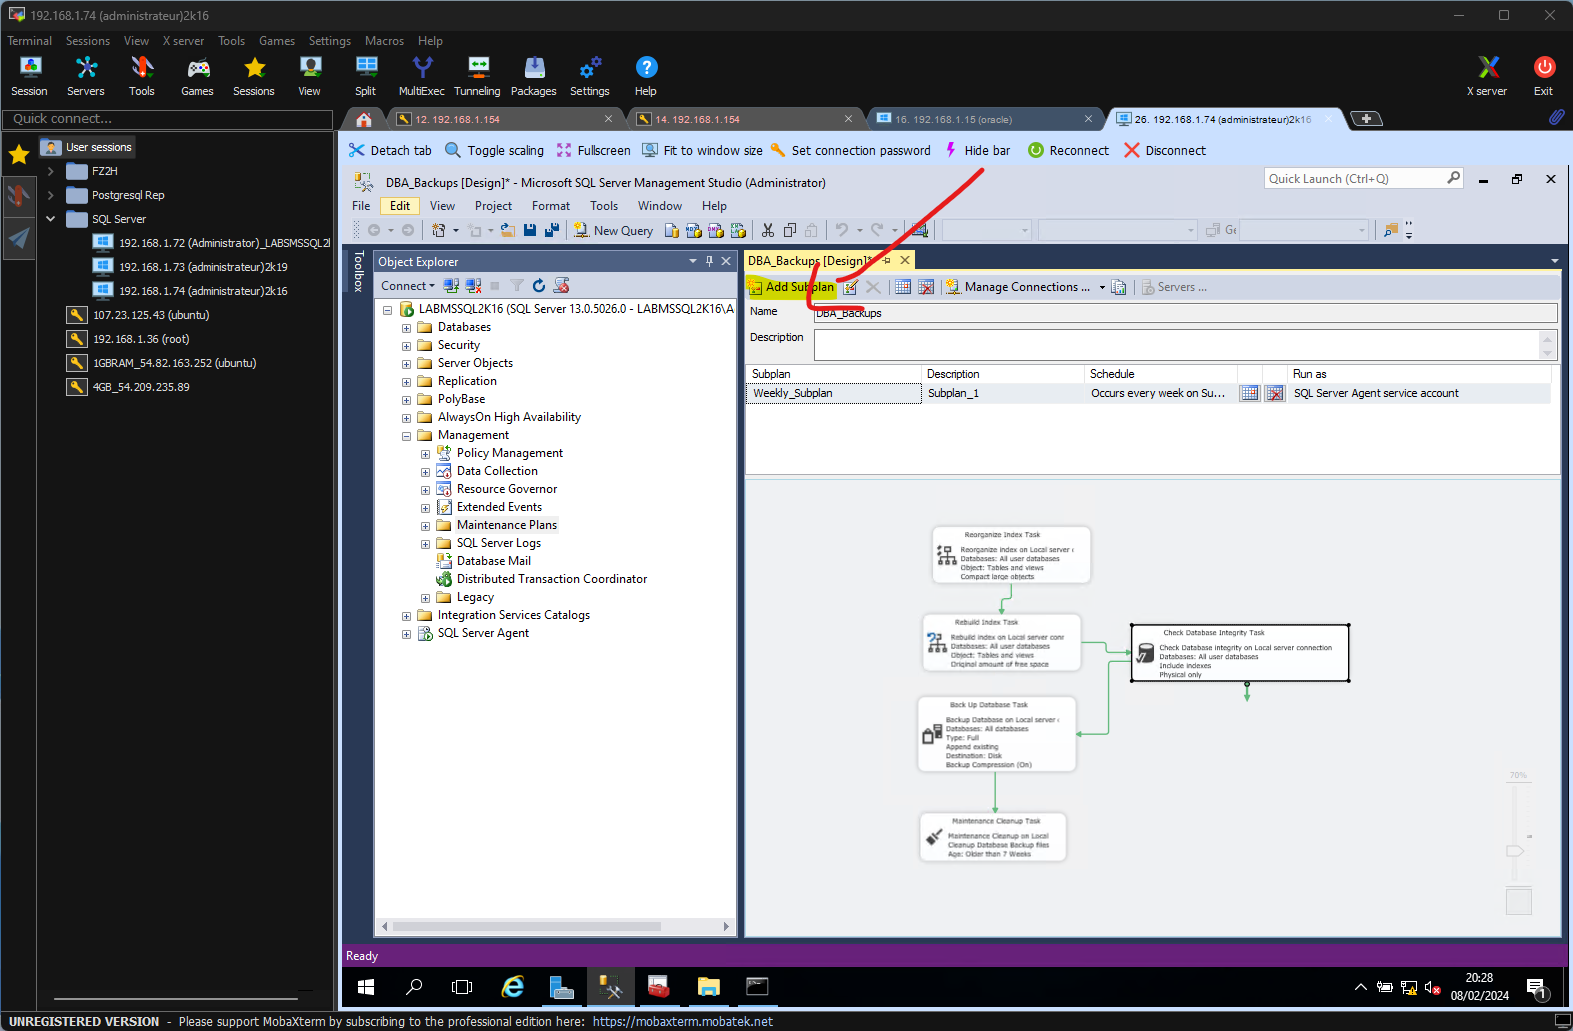 192.168.1.74 (administrateur)2k16
Terminal Sessions View X server Tools Games Settings Macros Help
Session Servers Tools Games Sessions View Split MultiExec Tunneling Packages Settings Help X server Exit
Quick connect...
12. 192.168.1.154
14. 192.168.1.154
16. 192.168.1.15 (oracle)
26. 192.168.1.74 (administrateur)2k16
Detach tab Toggle scaling Fullscreen Fit to window size Set connection password Hide bar Reconnect Disconnect
User sessions
FZ2H
Postgresql Rep
SQL Server
192.168.1.72 (Administrator)_LABSMSSQL2
192.168.1.73 (administrateur)2k19
192.168.1.74 (administrateur)2k16
107.23.125.43 (ubuntu)
192.168.1.36 (root)
1GBRAM_54.82.163.252 (ubuntu)
4GB_54.209.235.89
DBA_Backups [Design]* - Microsoft SQL Server Management Studio (Administrator)
Quick Launch (Ctrl+Q)
File Edit View Project Format Tools Window Help
New Query
Toolbox
Object Explorer
Connect
LABMSSQL2K16 (SQL Server 13.0.5026.0 - LABMSSQL2K16\A
Databases
Security
Server Objects
Replication
PolyBase
AlwaysOn High Availability
Management
Policy Management
Data Collection
Resource Governor
Extended Events
Maintenance Plans
SQL Server Logs
Database Mail
Distributed Transaction Coordinator
Legacy
Integration Services Catalogs
SQL Server Agent
DBA_Backups [Design]*
Add Subplan Manage Connections ... Servers ...
Name DBA_Backups
Description
Subplan Description Schedule Run as
Weekly_Subplan Subplan_1 Occurs every week on Su... SQL Server Agent service account
Reorganize Index Task
Reorganize index on Local server c
Databases: All user databases
Object: Tables and views
Compact large objects
Rebuild Index Task
Rebuild index on Local server conr
Databases: All user databases
Object: Tables and views
Original amount of free space
Check Database Integrity Task
Check Database integrity on Local server connection
Databases: All user databases
Include indexes
Physical only
Back Up Database Task
Backup Database on Local server c
Databases: All databases
Type: Full
Append existing
Destination: Disk
Backup Compression (On)
Maintenance Cleanup Task
Maintenance Cleanup on Local
Cleanup Database Backup files
Age: Older than 7 Weeks
70%
Ready
20:28
08/02/2024
1
UNREGISTERED VERSION - Please support MobaXterm by subscribing to the professional edition here: https://mobaxterm.mobatek.net